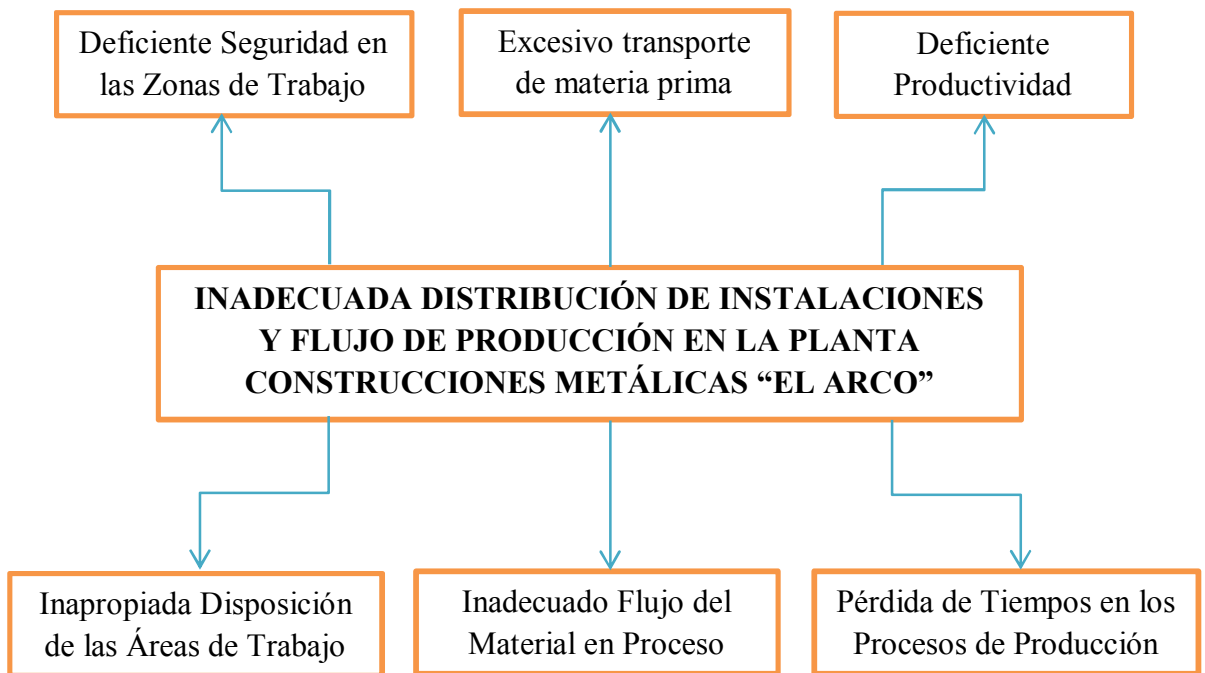 Deficiente Seguridad en
las Zonas de Trabajo
Excesivo transporte
de materia prima
Deficiente
Productividad
INADECUADA DISTRIBUCIÓN DE INSTALACIONES
Y FLUJO DE PRODUCCIÓN EN LA PLANTA
CONSTRUCCIONES METÁLICAS “EL ARCO”
Inapropiada Disposición
de las Áreas de Trabajo
Inadecuado Flujo del
Material en Proceso
Pérdida de Tiempos en los
Procesos de Producción